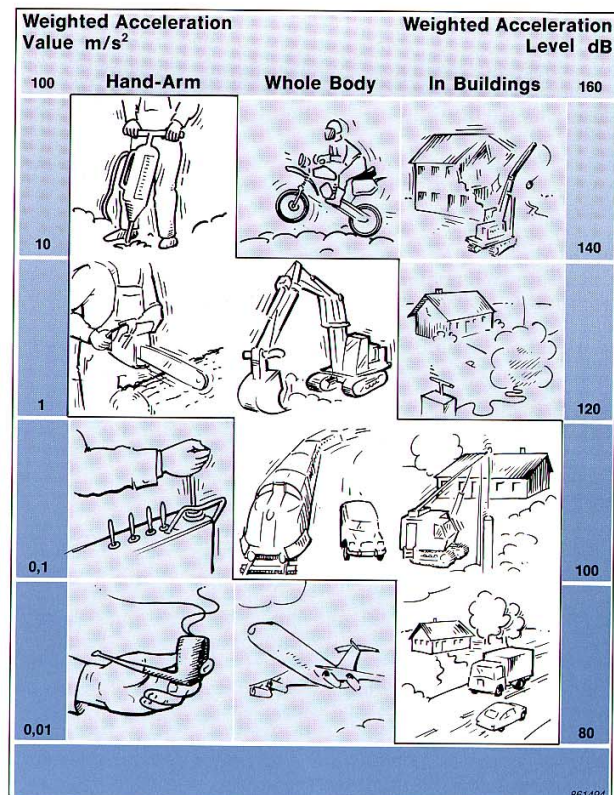 Weighted Acceleration
Value m/s²
Weighted Acceleration
Level dB
100 Hand-Arm Whole Body In Buildings 160
10 140
1 120
0,1 100
0,01 80
861494